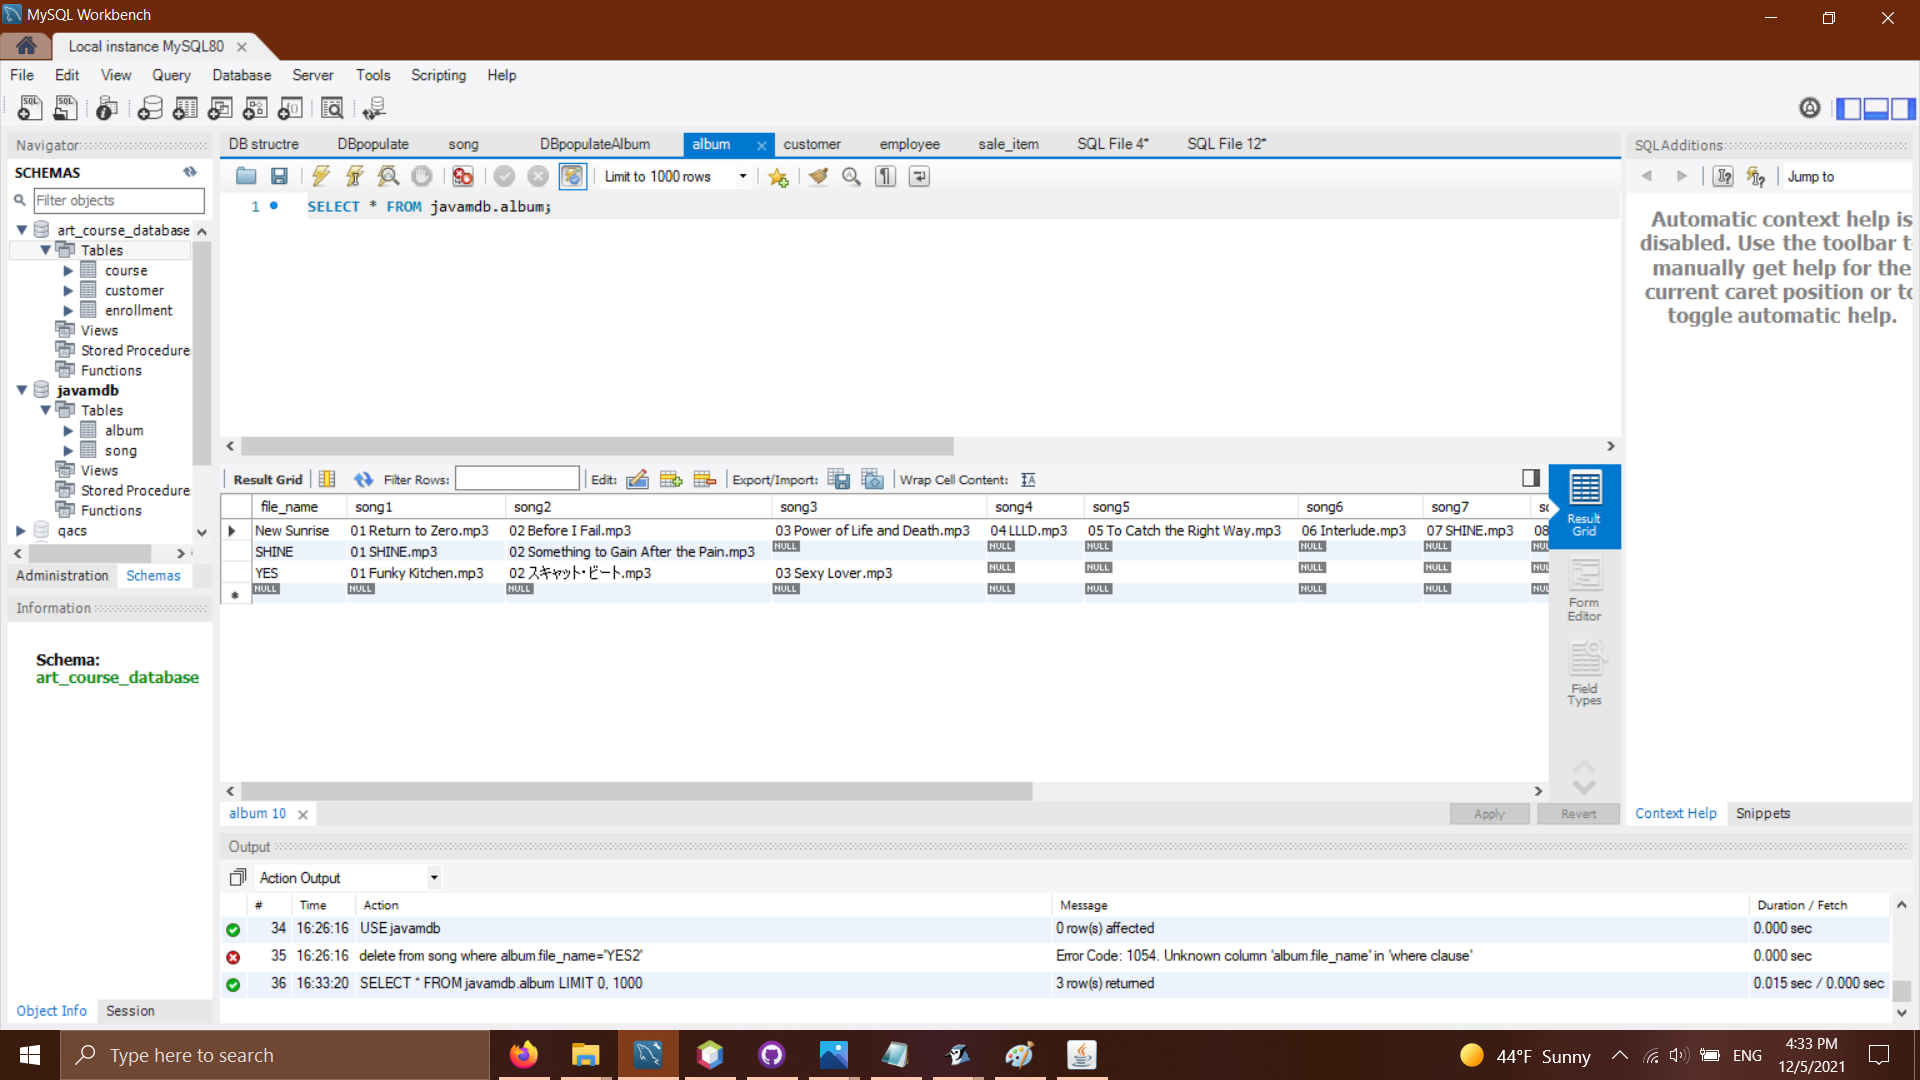 MySQL Workbench
Local instance MySQL80
File Edit View Query Database Server Tools Scripting Help
Navigator
SCHEMAS
Filter objects
art_course_database
Tables
course
customer
enrollment
Views
Stored Procedure
Functions
javamdb
Tables
album
song
Views
Stored Procedure
Functions
qacs
Administration Schemas
Information
Schema:
art_course_database
Object Info Session
DB structre DBpopulate song DBpopulateAlbum album customer employee sale_item SQL File 4* SQL File 12*
Limit to 1000 rows
1 SELECT * FROM javamdb.album;
Result Grid Filter Rows: Edit: Export/Import: Wrap Cell Content:
file_name song1 song2 song3 song4 song5 song6 song7 so
New Sunrise 01 Return to Zero.mp3 02 Before I Fail.mp3 03 Power of Life and Death.mp3 04 LLLD.mp3 05 To Catch the Right Way.mp3 06 Interlude.mp3 07 SHINE.mp3 08
SHINE 01 SHINE.mp3 02 Something to Gain After the Pain.mp3 NULL NULL NULL NULL NULL NUL
YES 01 Funky Kitchen.mp3 02 スキャット・ビート.mp3 03 Sexy Lover.mp3 NULL NULL NULL NULL NUL
NULL NULL NULL NULL NULL NULL NULL NULL NUL
Result
Grid
Form
Editor
Field
Types
album 10
Apply Revert
SQLAdditions
Jump to
Automatic context help is
disabled. Use the toolbar t
manually get help for the
current caret position or to
toggle automatic help.
Context Help Snippets
Output
Action Output
# Time Action Message Duration / Fetch
34 16:26:16 USE javamdb 0 row(s) affected 0.000 sec
35 16:26:16 delete from song where album.file_name="YES2" Error Code: 1054. Unknown column 'album.file_name' in 'where clause' 0.000 sec
36 16:33:20 SELECT * FROM javamdb.album LIMIT 0, 1000 3 row(s) returned 0.015 sec / 0.000 sec
Type here to search
44°F Sunny
ENG
4:33 PM
12/5/2021